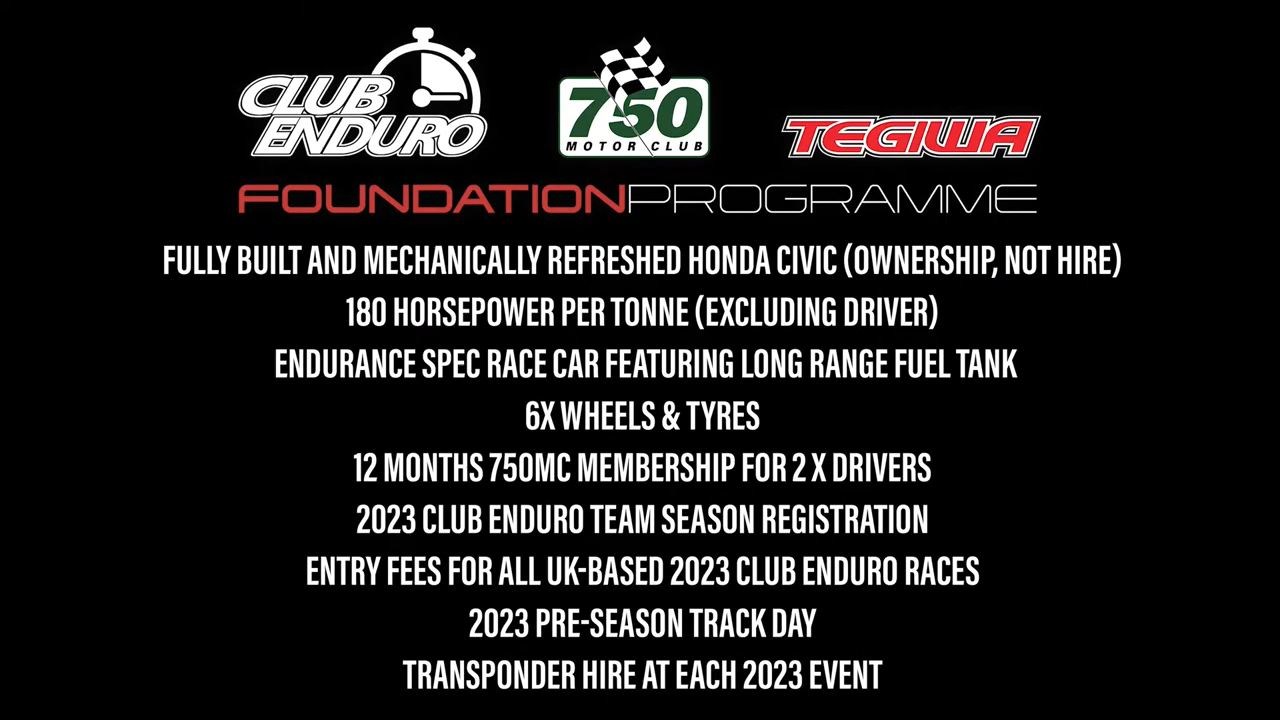 CLUB
ENDURO
750
MOTOR CLUB
TEGIWA
FOUNDATIONPROGRAMME
FULLY BUILT AND MECHANICALLY REFRESHED HONDA CIVIC (OWNERSHIP, NOT HIRE)
180 HORSEPOWER PER TONNE (EXCLUDING DRIVER)
ENDURANCE SPEC RACE CAR FEATURING LONG RANGE FUEL TANK
6X WHEELS & TYRES
12 MONTHS 750MC MEMBERSHIP FOR 2 X DRIVERS
2023 CLUB ENDURO TEAM SEASON REGISTRATION
ENTRY FEES FOR ALL UK-BASED 2023 CLUB ENDURO RACES
2023 PRE-SEASON TRACK DAY
TRANSPONDER HIRE AT EACH 2023 EVENT